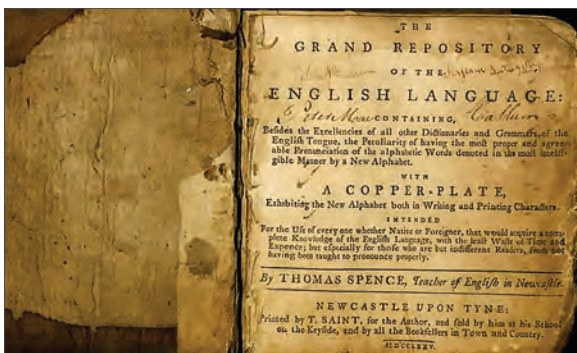 THE
GRAND REPOSITORY
OF THE
ENGLISH LANGUAGE:
CONTAINING,
Besides the Excellencies of all other Dictionaries and Grammars of the
English Tongue, the Peculiarity of having the most proper and agree-
able Pronunciation of the alphabetic Words denoted in the most intelli-
gible Manner by a New Alphabet.
WITH
A COPPER-PLATE,
Exhibiting the New Alphabet both in Writing and Printing Characters.
INTENDED
For the Use of every one whether Native or Foreigner, that would acquire a com-
plete Knowledge of the English Language, with the least Waste of Time and
Expence; but especially for those who are but indifferent Readers, from not
having been taught to pronounce properly.
By THOMAS SPENCE, Teacher of English in Newcastle.
NEWCASTLE UPON TYNE:
Printed by T. SAINT, for the Author, and sold by him at his School
on the Keyside, and by all the Booksellers in Town and Country.
MDCCLXXV.